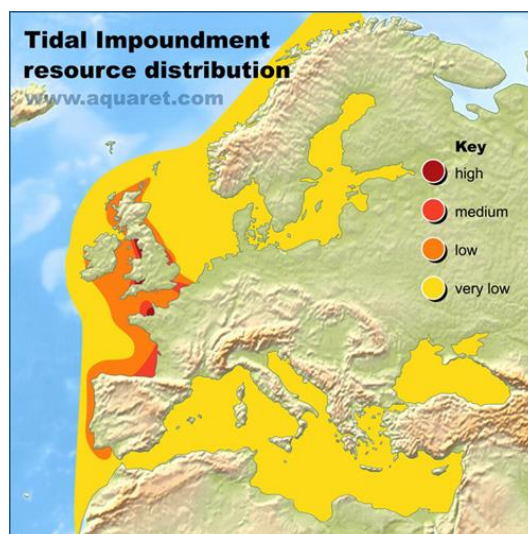 Tidal Impoundment
resource distribution
www.aquaret.com
Key
high
medium
low
very low